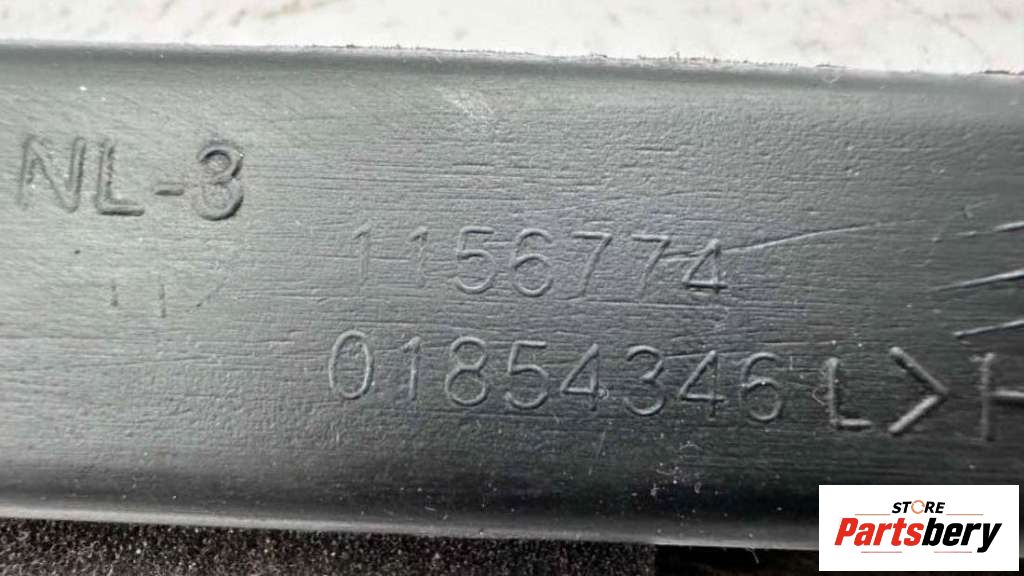 NL-3
1156774
01854346 L>H
STORE
Partsbery